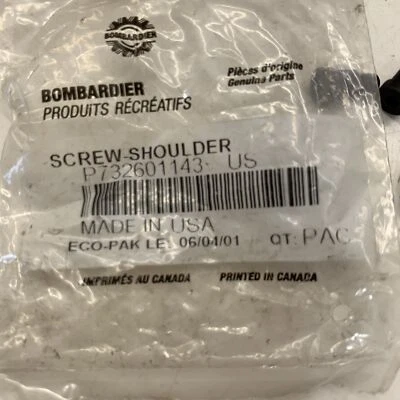 BOMBARDIER
Pièces d'origine
Genuine Parts
BOMBARDIER
PRODUITS RÉCRÉATIFS
SCREW-SHOULDER
P732601143 US
MADE IN USA
ECO-PAK LE 06/04/01 QT: PAC
IMPRIMÉS AU CANADA PRINTED IN CANADA